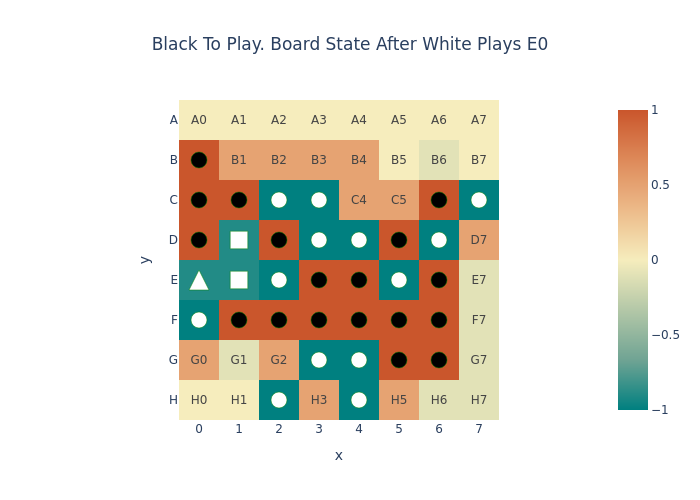 Black To Play. Board State After White Plays E0
A A0 A1 A2 A3 A4 A5 A6 A7
B B1 B2 B3 B4 B5 B6 B7
C C4 C5
D D7
E E7
F F7
G G0 G1 G2 G7
H H0 H1 H3 H5 H6 H7
0 1 2 3 4 5 6 7
x
y
1
0.5
0
−0.5
−1